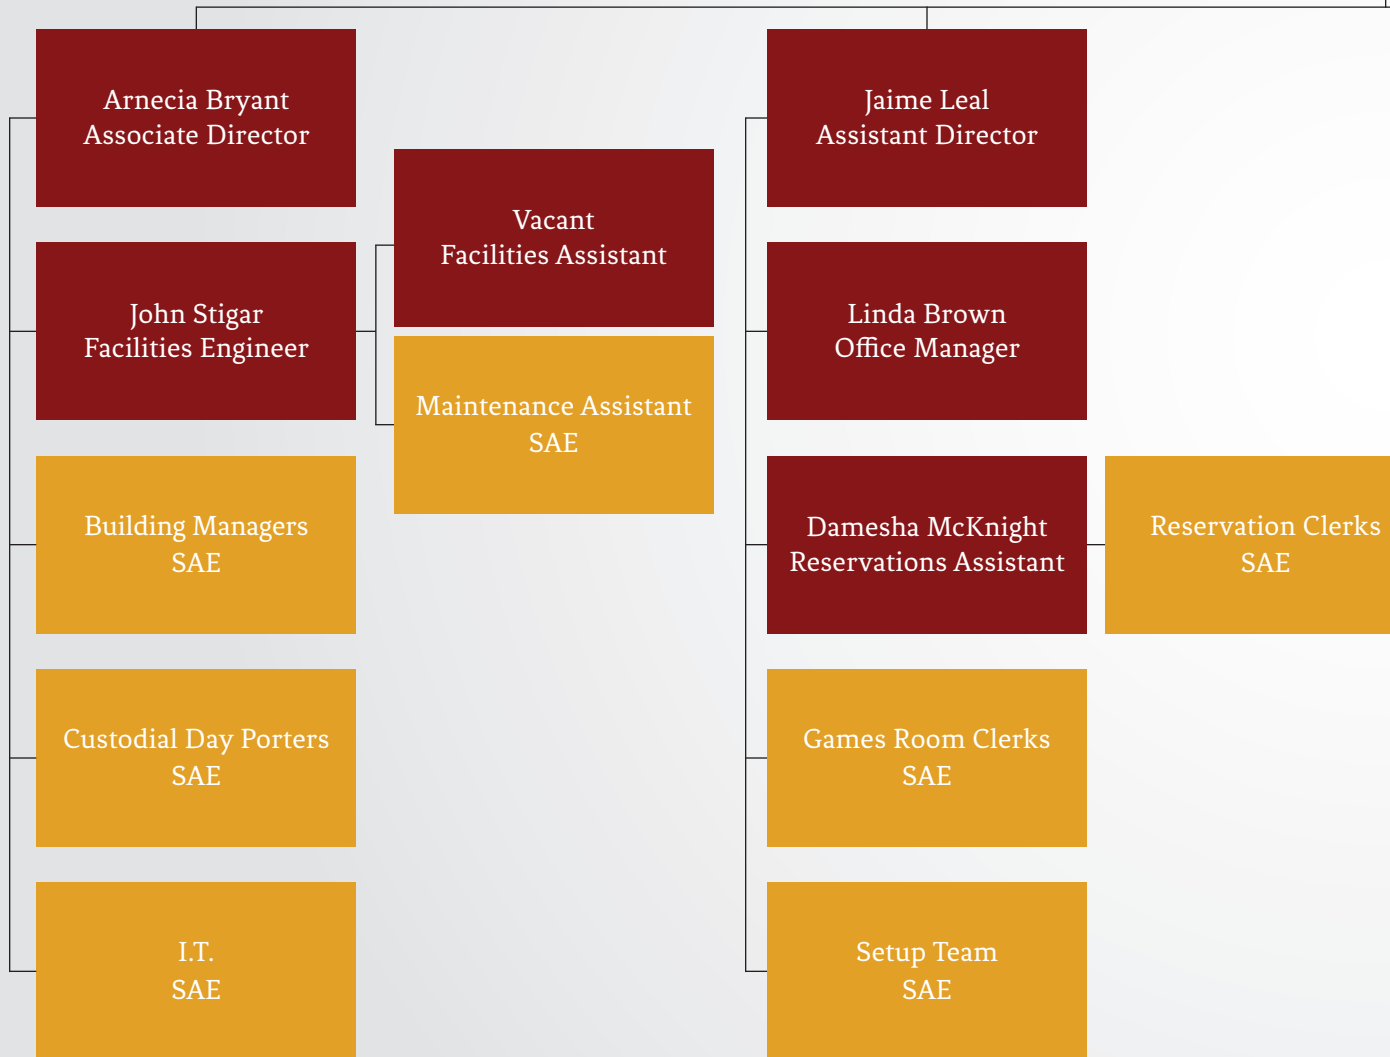 Arnecia Bryant
Associate Director
John Stigar
Facilities Engineer
Vacant
Facilities Assistant
Maintenance Assistant
SAE
Building Managers
SAE
Custodial Day Porters
SAE
I.T.
SAE
Jaime Leal
Assistant Director
Linda Brown
Office Manager
Damesha McKnight
Reservations Assistant
Reservation Clerks
SAE
Games Room Clerks
SAE
Setup Team
SAE